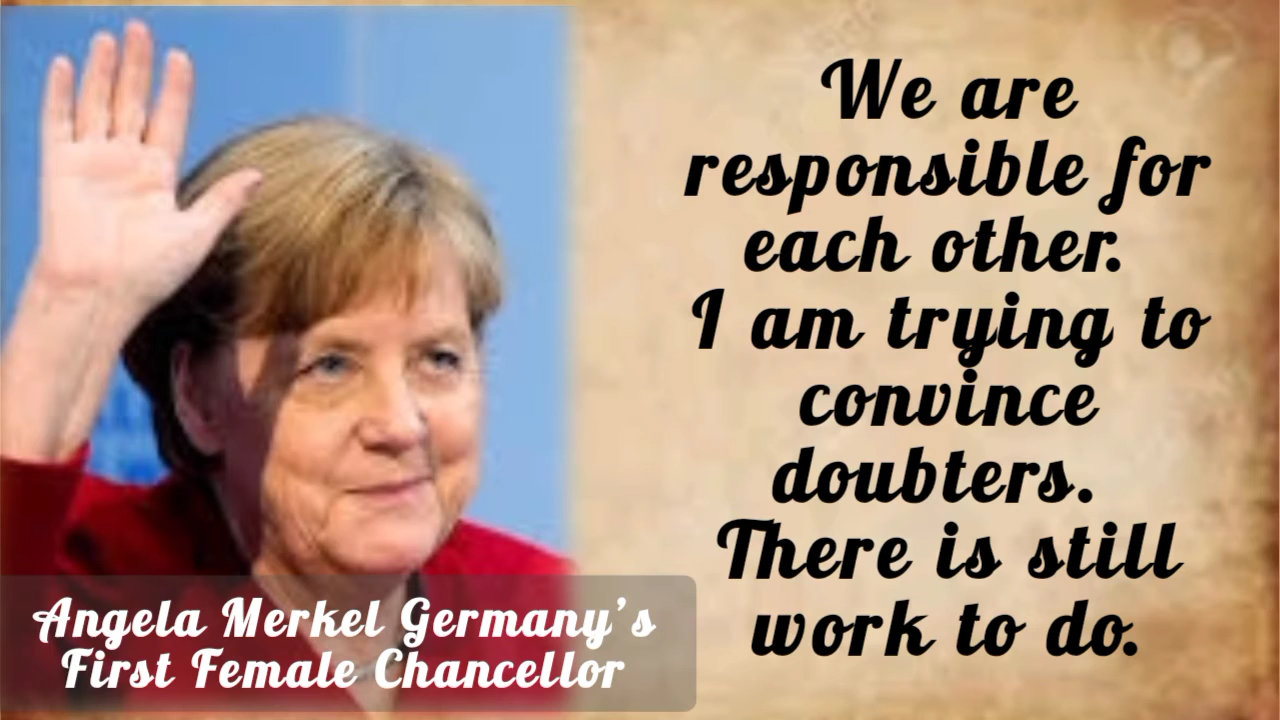 We are
responsible for
each other.
I am trying to
convince
doubters.
There is still
work to do.
Angela Merkel Germany's
First Female Chancellor